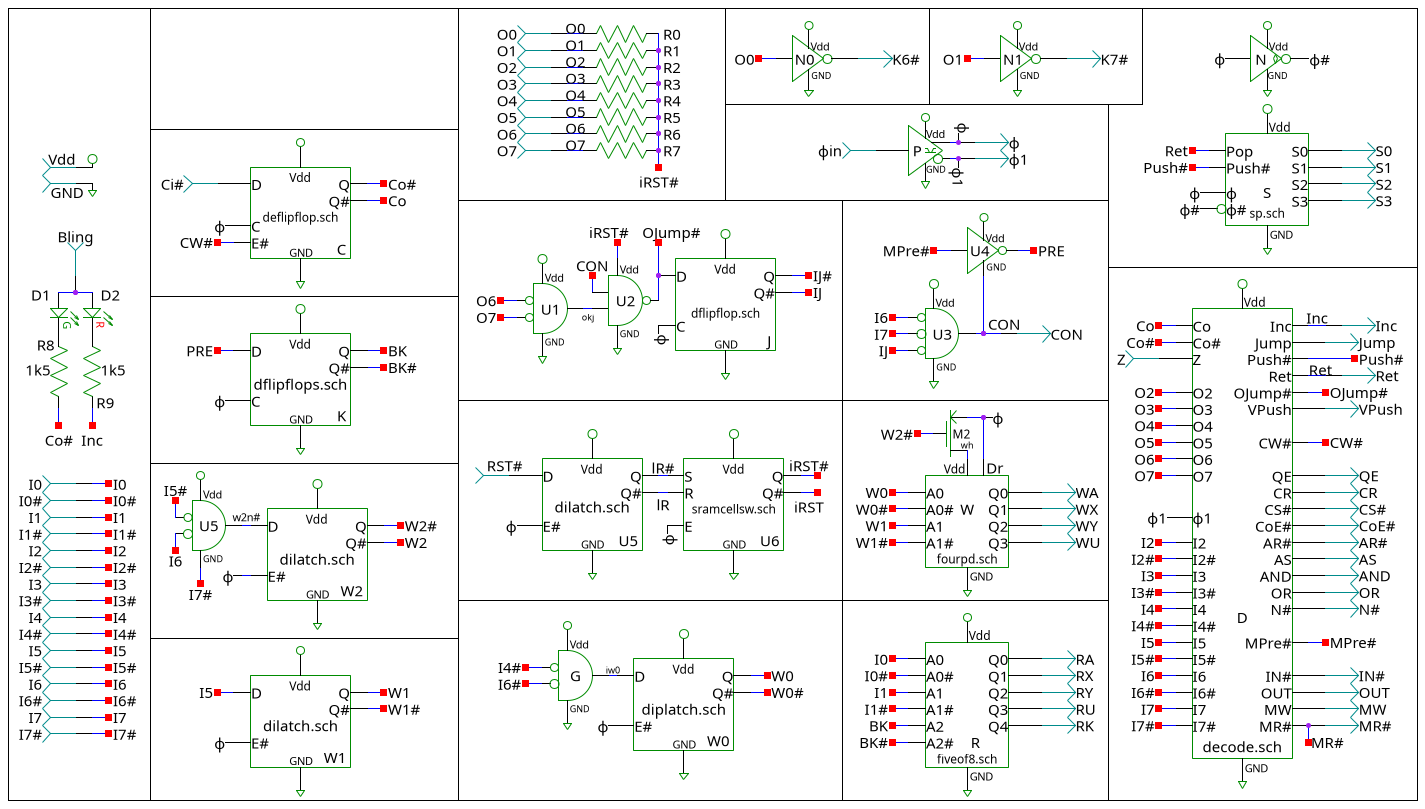 Vdd
GND
Bling
D1 D2
G R
R8
1k5 1k5
R9
Co# Inc
I0 I0
I0# I0#
I1 I1
I1# I1#
I2 I2
I2# I2#
I3 I3
I3# I3#
I4 I4
I4# I4#
I5 I5
I5# I5#
I6 I6
I6# I6#
I7 I7
I7# I7#
Vdd
Ci# D Q Co#
Q# Co
deflipflop.sch
ϕ C
CW# E#
GND C
Vdd
PRE D Q BK
Q# BK#
dflipflops.sch
ϕ C
GND K
I5# Vdd
U5 w2n#
I6 GND
I7#
Vdd
D Q W2#
Q# W2
dilatch.sch
ϕ E#
GND W2
Vdd
I5 D Q W1
Q# W1#
dilatch.sch
ϕ E#
GND W1
O0 O0 R0
O1 O1 R1
O2 O2 R2
O3 O3 R3
O4 O4 R4
O5 O5 R5
O6 O6 R6
O7 O7 R7
iRST#
Vdd
O0 N0 K6#
GND
Vdd
O1 N1 K7#
GND
Vdd ϕ
ϕin P ϕ
ϕ1
GND ϕ1
iRST# OJump#
CON
Vdd Vdd
O6 U1 U2
O7 okj
GND GND
Vdd
D Q IJ#
Q# IJ
dflipflop.sch
C
ϕ
GND J
Vdd
MPre# U4 PRE
GND
Vdd
I6
I7 U3 CON CON
IJ
GND
Vdd
RST# D Q lR#
Q# lR
dilatch.sch
ϕ E#
GND U5
Vdd
S Q iRST#
R Q# iRST
sramcellsw.sch
E
ϕ
GND U6
W2# M2 ϕ
wh
Vdd Dr
W0 A0 Q0 WA
W0# A0# W Q1 WX
W1 A1 Q2 WY
W1# A1# Q3 WU
fourpd.sch
GND
Vdd
I4# G iw0
I6#
GND
Vdd
D Q W0
Q# W0#
diplatch.sch
ϕ E#
GND W0
Vdd
I0 A0 Q0 RA
I0# A0# Q1 RX
I1 A1 Q2 RY
I1# A1# Q3 RU
BK A2 Q4 RK
BK# A2# R
fiveof8.sch
GND
Vdd
ϕ N ϕ#
GND
Vdd
Ret Pop S0 S0
Push# Push# S1 S1
ϕ ϕ S S2 S2
ϕ# ϕ# sp.sch S3 S3
GND
Vdd
Co Co Inc Inc Inc
Co# Co# Jump Jump
Z Z Push# Push#
Ret Ret Ret
O2 O2 OJump# OJump#
O3 O3 VPush VPush
O4 O4
O5 O5 CW# CW#
O6 O6
O7 O7 QE QE
CR CR
ϕ1 ϕ1 CS# CS#
CoE# CoE#
I2 I2 AR# AR#
I2# I2# AS AS
I3 I3 AND AND
I3# I3# OR OR
I4 I4 N# N#
I4# I4# D
I5 I5 MPre# MPre#
I5# I5#
I6 I6 IN# IN#
I6# I6# OUT OUT
I7 I7 MW MW
I7# I7# MR# MR#
MR#
decode.sch
GND